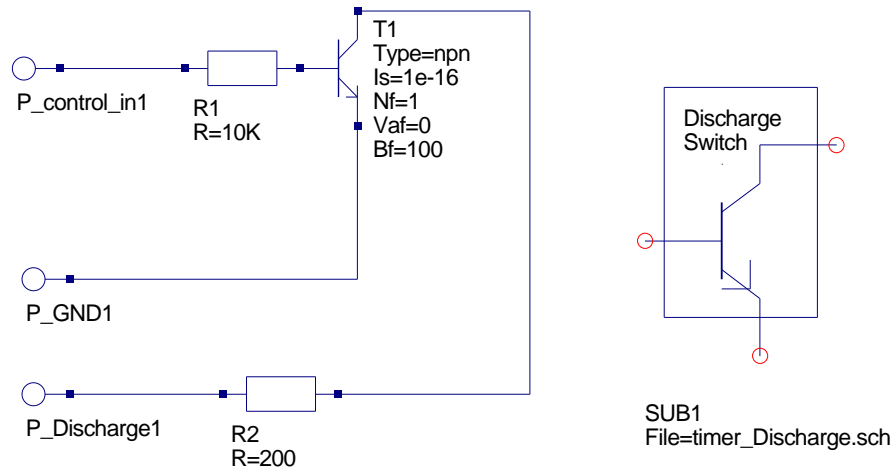 P_control_in1
R1
R=10K
T1
Type=npn
Is=1e-16
Nf=1
Vaf=0
Bf=100
P_GND1
P_Discharge1
R2
R=200
Discharge
Switch
SUB1
File=timer_Discharge.sch